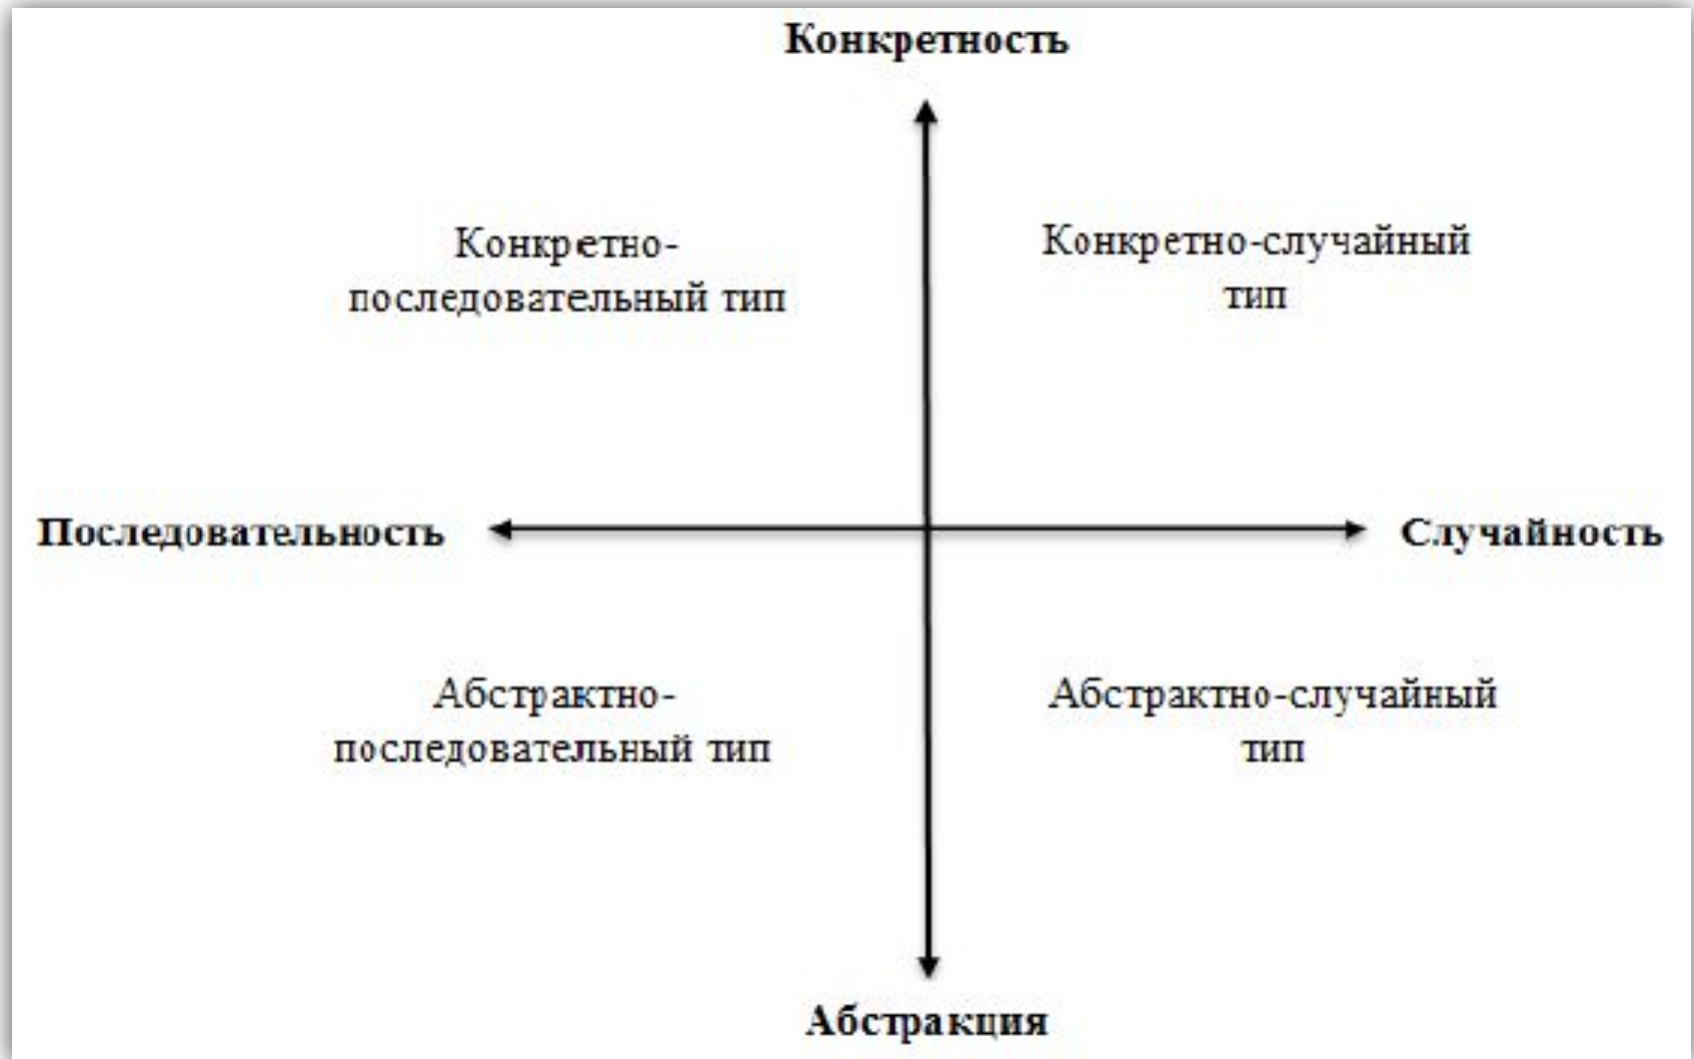 Конкретность
Конкретно-
последовательный тип
Конкретно-случайный
тип
Последовательность
Случайность
Абстрактно-
последовательный тип
Абстрактно-случайный
тип
Абстракция